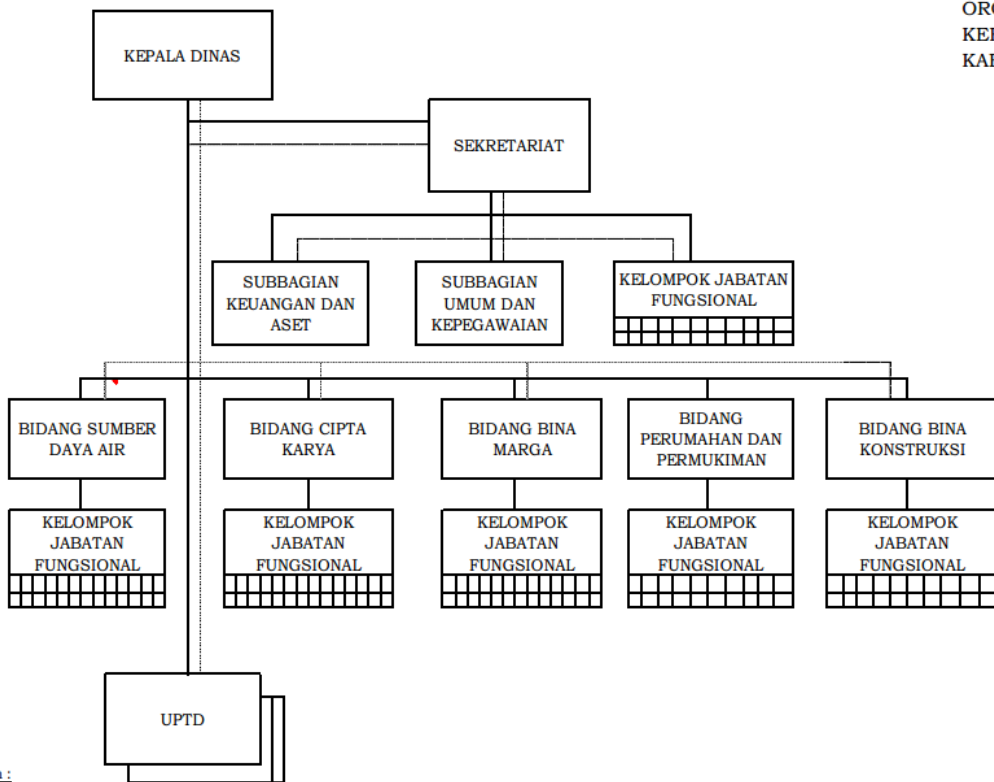 KEPALA DINAS
SEKRETARIAT
SUBBAGIAN
KEUANGAN DAN
ASET
SUBBAGIAN
UMUM DAN
KEPEGAWAIAN
KELOMPOK JABATAN
FUNGSIONAL
BIDANG SUMBER
DAYA AIR
BIDANG CIPTA
KARYA
BIDANG BINA
MARGA
BIDANG
PERUMAHAN DAN
PERMUKIMAN
BIDANG BINA
KONSTRUKSI
KELOMPOK
JABATAN
FUNGSIONAL
KELOMPOK
JABATAN
FUNGSIONAL
KELOMPOK
JABATAN
FUNGSIONAL
KELOMPOK
JABATAN
FUNGSIONAL
KELOMPOK
JABATAN
FUNGSIONAL
UPTD